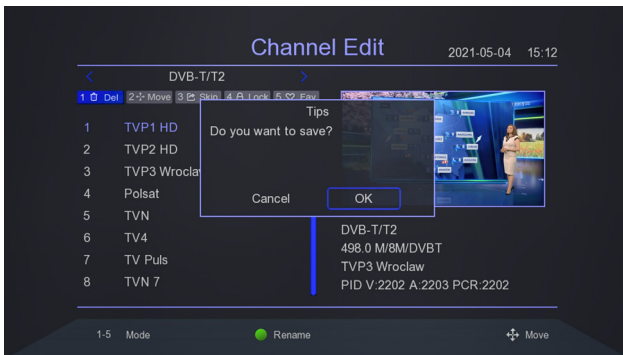 Channel Edit
2021-05-04 15:12
DVB-T/T2
1 Del 2 Move 3 Skip 4 Lock 5 Fav
Tips
Do you want to save?
Cancel OK
1 TVP1 HD
2 TVP2 HD
3 TVP3 Wrocla
4 Polsat
5 TVN
6 TV4
7 TV Puls
8 TVN 7
DVB-T/T2
498.0 M/8M/DVBT
TVP3 Wroclaw
PID V:2202 A:2203 PCR:2202
1-5 Mode Rename Move